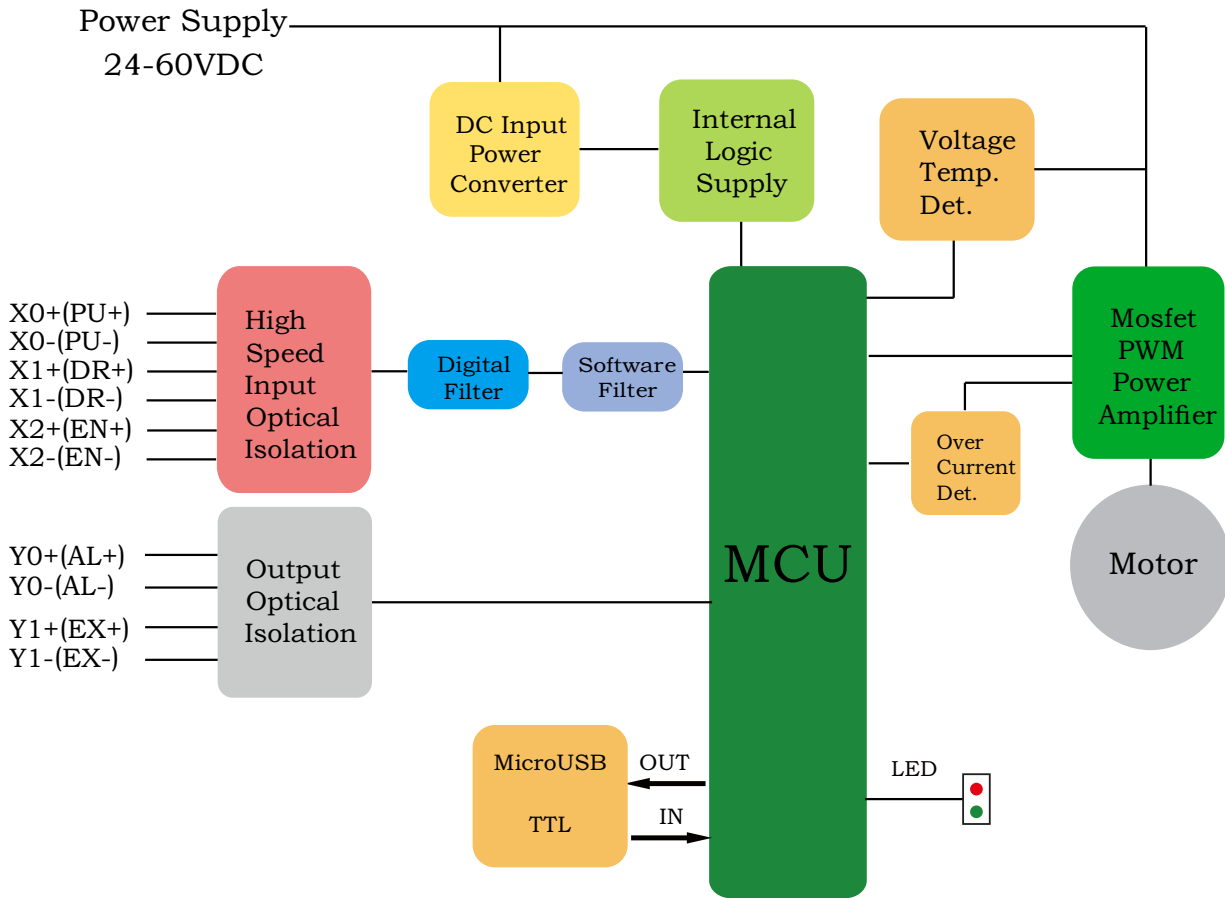 Power Supply
24-60VDC
DC Input
Power
Converter
Internal
Logic
Supply
Voltage
Temp.
Det.
X0+(PU+)
X0-(PU-)
X1+(DR+)
X1-(DR-)
X2+(EN+)
X2-(EN-)
High
Speed
Input
Optical
Isolation
Digital
Filter
Software
Filter
Mosfet
PWM
Power
Amplifier
Over
Current
Det.
MCU
Motor
Y0+(AL+)
Y0-(AL-)
Y1+(EX+)
Y1-(EX-)
Output
Optical
Isolation
MicroUSB
TTL
OUT
IN
LED